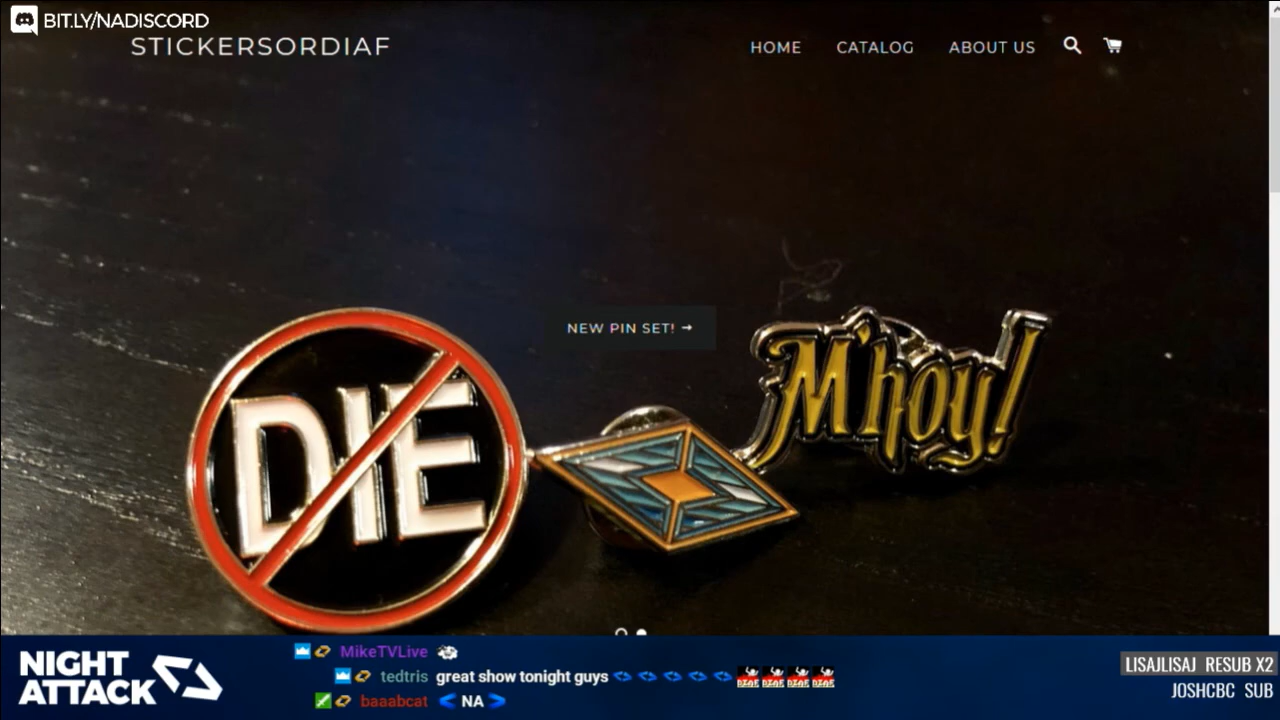 BIT.LY/NADISCORD
STICKERSORDIAF
HOME CATALOG ABOUT US
NEW PIN SET! →
DIE
M'hoy!
NIGHT
ATTACK
MikeTVLive
tedtris great show tonight guys
baaabcat < NA >
LISAJLISAJ RESUB X2
JOSHCBC SUB